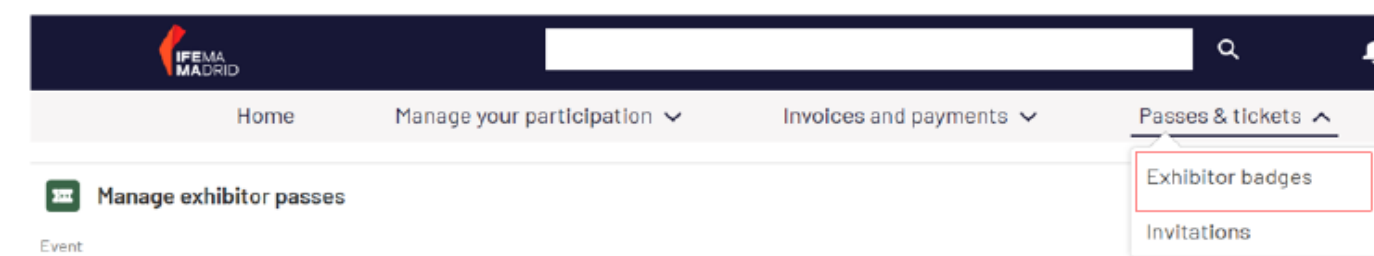 IFEMA
MADRID
Home Manage your participation Invoices and payments Passes & tickets
Exhibitor badges
Manage exhibitor passes
Invitations
Event